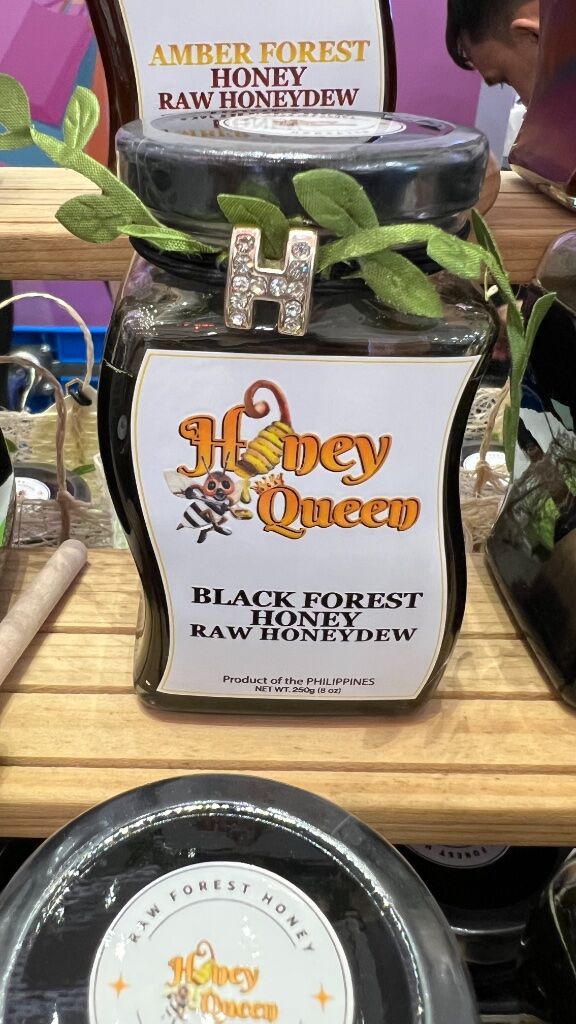 AMBER FOREST
HONEY
RAW HONEYDEW
H
Honey
Queen
BLACK FOREST
HONEY
RAW HONEYDEW
Product of the PHILIPPINES
NET WT. 250g (8 oz)
RAW FOREST HONEY
Honey
Queen